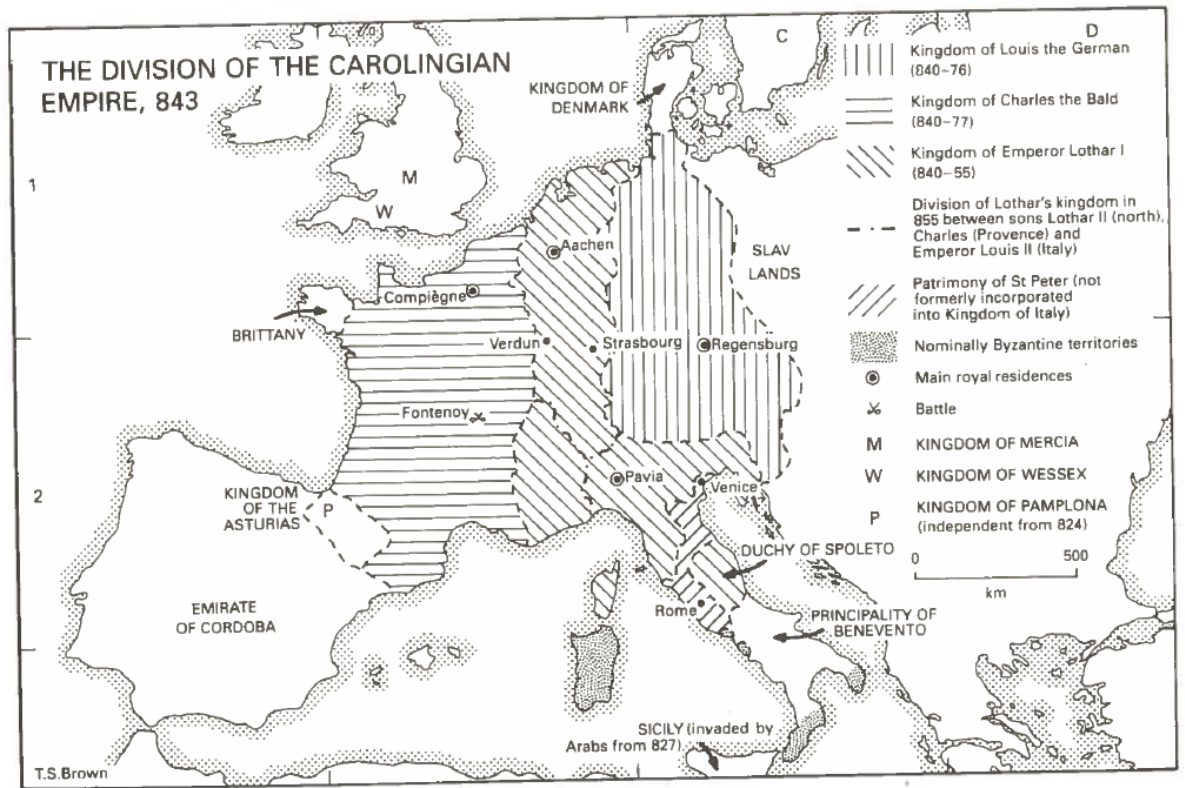 THE DIVISION OF THE CAROLINGIAN
EMPIRE, 843
C
D
1
2
KINGDOM OF
DENMARK
M
W
Aachen
SLAV
LANDS
Compiègne
BRITTANY
Verdun
Strasbourg
Regensburg
Fontenoy
Pavia
Venice
KINGDOM
OF THE
ASTURIAS
P
DUCHY OF SPOLETO
Rome
EMIRATE
OF CORDOBA
PRINCIPALITY OF
BENEVENTO
SICILY (invaded by
Arabs from 827)
T.S.Brown
Kingdom of Louis the German
(840–76)
Kingdom of Charles the Bald
(840–77)
Kingdom of Emperor Lothar I
(840–55)
Division of Lothar's kingdom in
855 between sons Lothar II (north),
Charles (Provence) and
Emperor Louis II (Italy)
Patrimony of St Peter (not
formerly incorporated
into Kingdom of Italy)
Nominally Byzantine territories
Main royal residences
Battle
M KINGDOM OF MERCIA
W KINGDOM OF WESSEX
P KINGDOM OF PAMPLONA
(independent from 824)
0 500
km